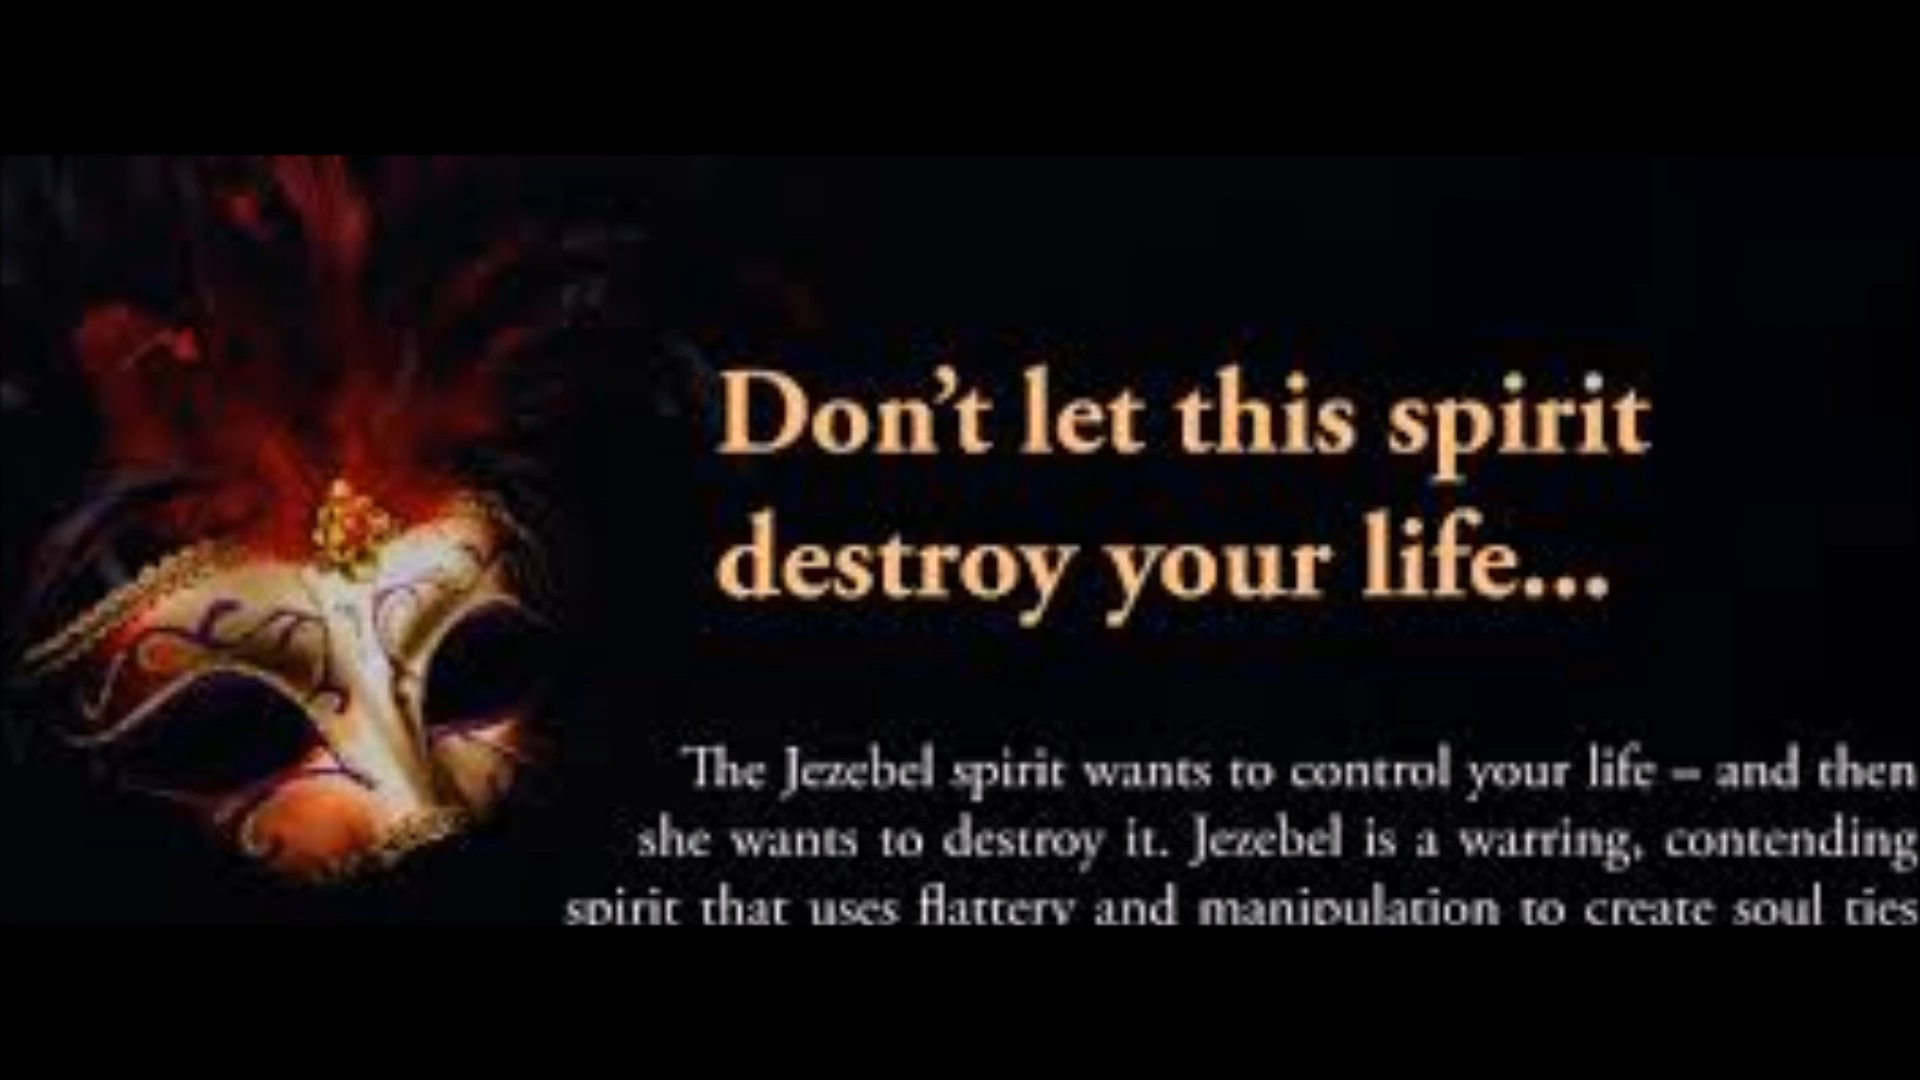 Don’t let this spirit
destroy your life...
The Jezebel spirit wants to control your life – and then
she wants to destroy it. Jezebel is a warring, contending
spirit that uses flattery and manipulation to create soul ties